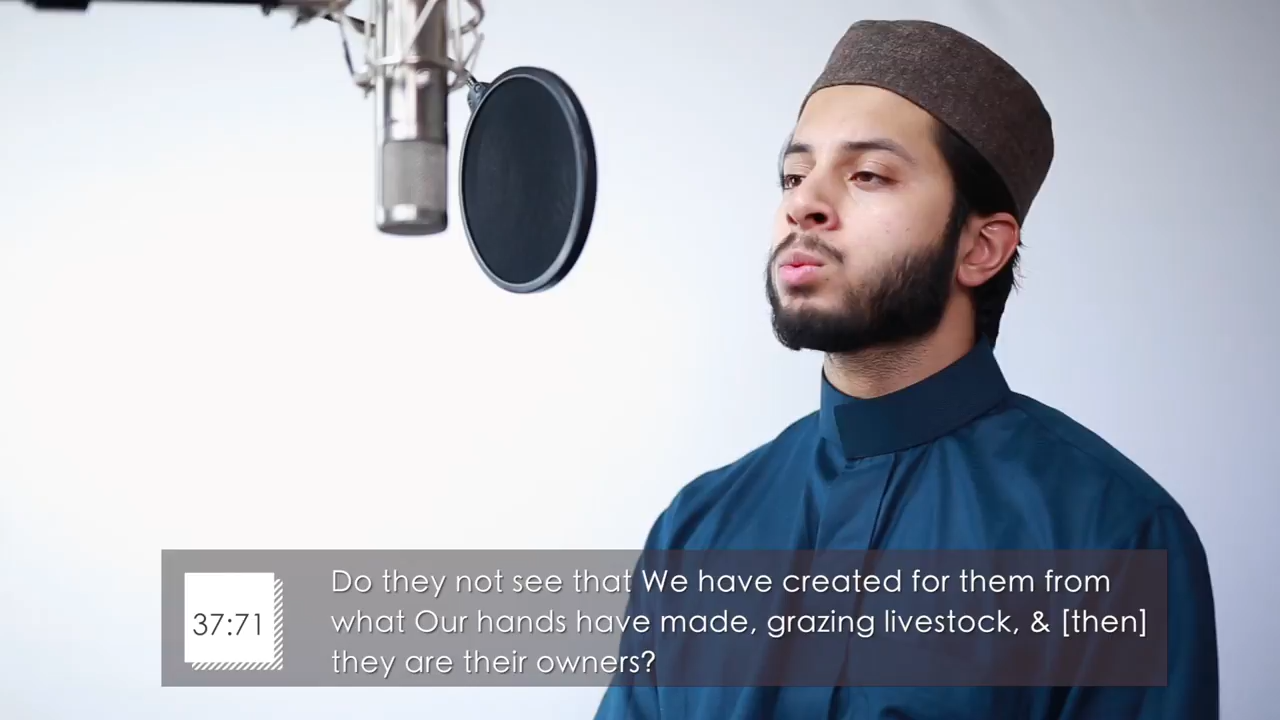 37:71
Do they not see that We have created for them from
what Our hands have made, grazing livestock, & [then]
they are their owners?